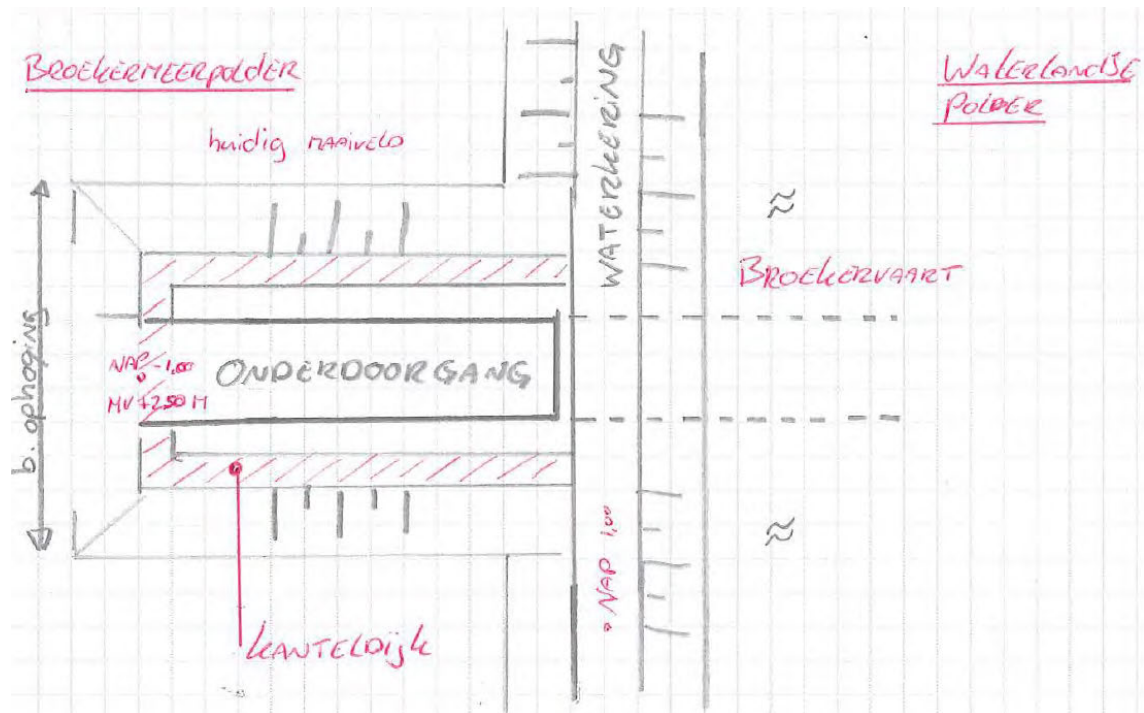 BROEKERMEERPOLDER
WATERLANDSE
POLDER
huidig MAAIVELD
WATERKERING
BROEKERVAART
b. ophoging
NAP -1,00
MV +2.50 M
ONDERDOORGANG
NAP 1,00
KANTELDIJK